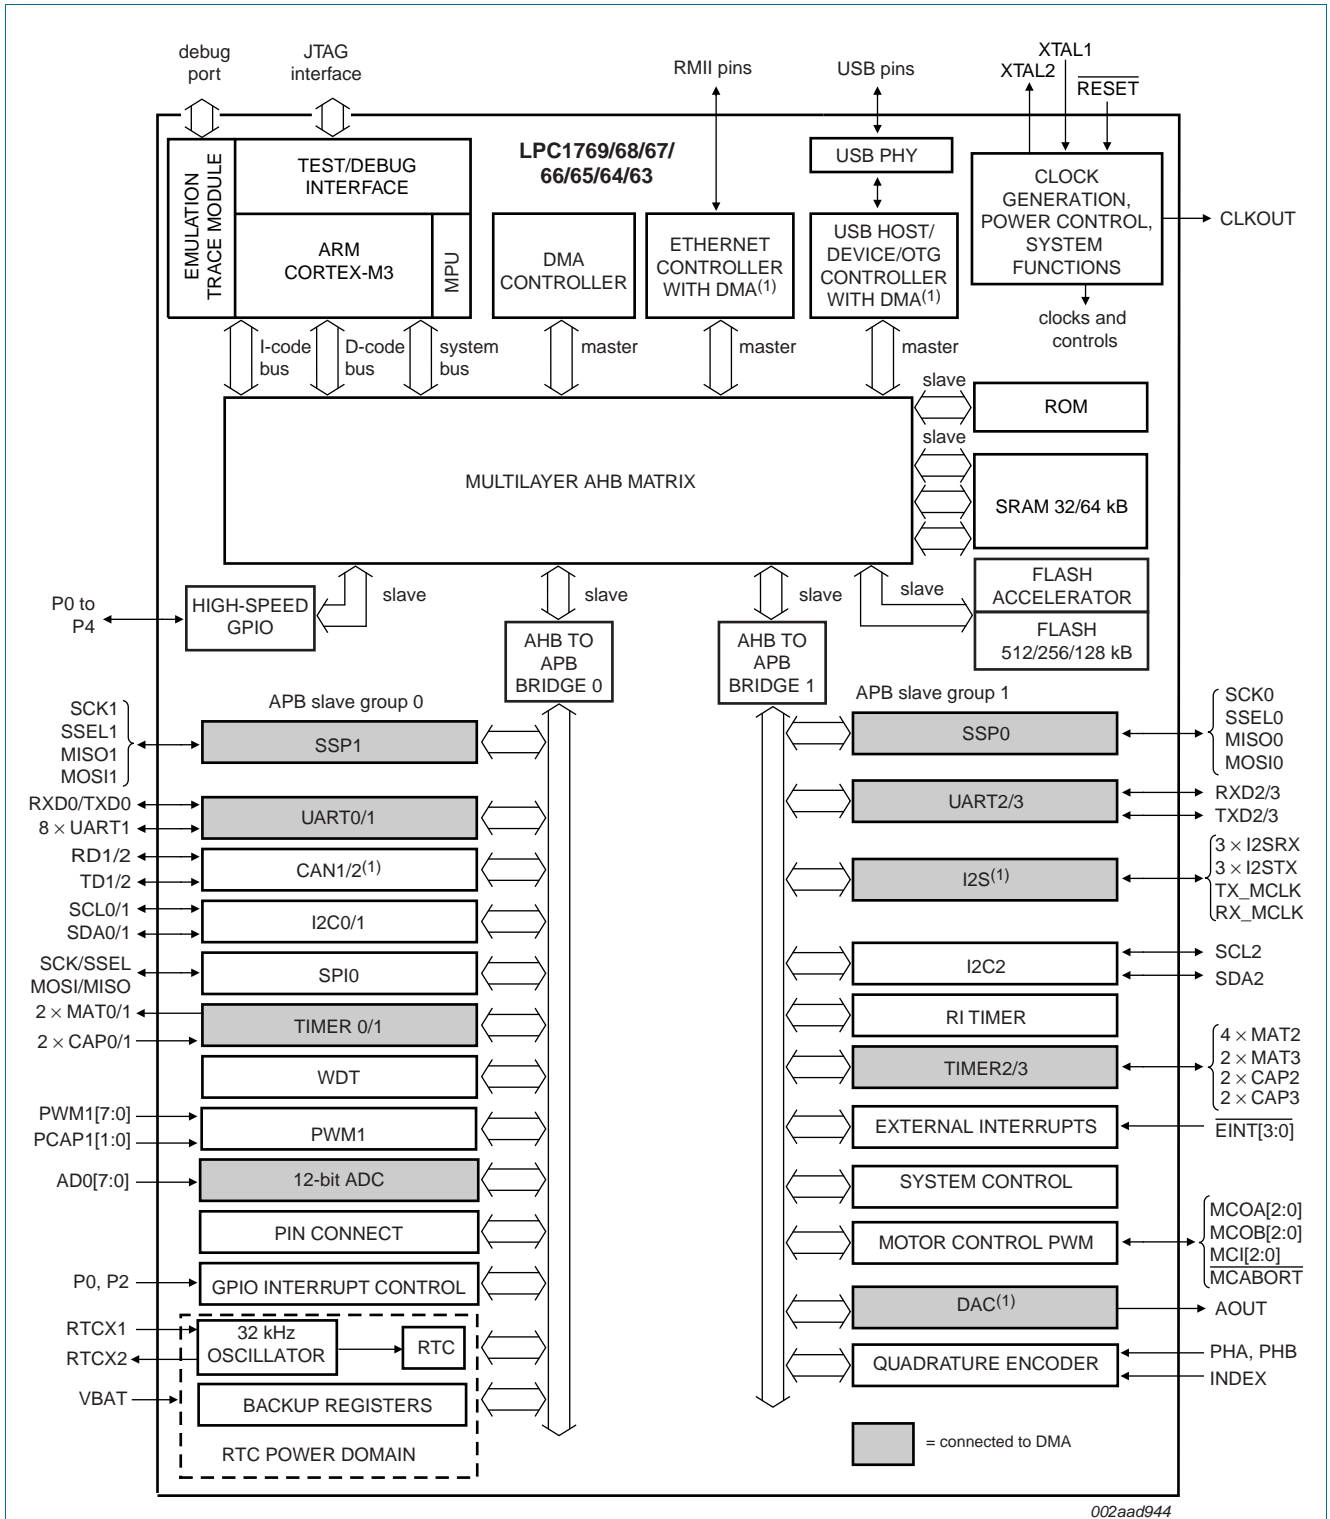 debug
port
JTAG
interface
RMII pins
USB pins
XTAL1
XTAL2
RESET
EMULATION
TRACE MODULE
TEST/DEBUG
INTERFACE
ARM
CORTEX-M3
MPU
LPC1769/68/67/
66/65/64/63
DMA
CONTROLLER
ETHERNET
CONTROLLER
WITH DMA(1)
USB PHY
USB HOST/
DEVICE/OTG
CONTROLLER
WITH DMA(1)
CLOCK
GENERATION,
POWER CONTROL,
SYSTEM
FUNCTIONS
CLKOUT
clocks and
controls
I-code
bus
D-code
bus
system
bus
master
master
master
MULTILAYER AHB MATRIX
slave
ROM
slave
SRAM 32/64 kB
P0 to
P4
HIGH-SPEED
GPIO
slave
slave
slave
slave
FLASH
ACCELERATOR
FLASH
512/256/128 kB
AHB TO
APB
BRIDGE 0
AHB TO
APB
BRIDGE 1
APB slave group 0
SCK1
SSEL1
MISO1
MOSI1
SSP1
RXD0/TXD0
8 × UART1
UART0/1
RD1/2
TD1/2
CAN1/2(1)
SCL0/1
SDA0/1
I2C0/1
SCK/SSEL
MOSI/MISO
SPI0
2 × MAT0/1
2 × CAP0/1
TIMER 0/1
WDT
PWM1[7:0]
PCAP1[1:0]
PWM1
AD0[7:0]
12-bit ADC
PIN CONNECT
P0, P2
GPIO INTERRUPT CONTROL
RTCX1
RTCX2
32 kHz
OSCILLATOR
RTC
VBAT
BACKUP REGISTERS
RTC POWER DOMAIN
APB slave group 1
SSP0
SCK0
SSEL0
MISO0
MOSI0
UART2/3
RXD2/3
TXD2/3
I2S(1)
3 × I2SRX
3 × I2STX
TX_MCLK
RX_MCLK
I2C2
SCL2
SDA2
RI TIMER
TIMER2/3
4 × MAT2
2 × MAT3
2 × CAP2
2 × CAP3
EXTERNAL INTERRUPTS
EINT[3:0]
SYSTEM CONTROL
MOTOR CONTROL PWM
MCOA[2:0]
MCOB[2:0]
MCI[2:0]
MCABORT
DAC(1)
AOUT
QUADRATURE ENCODER
PHA, PHB
INDEX
= connected to DMA
002aad944